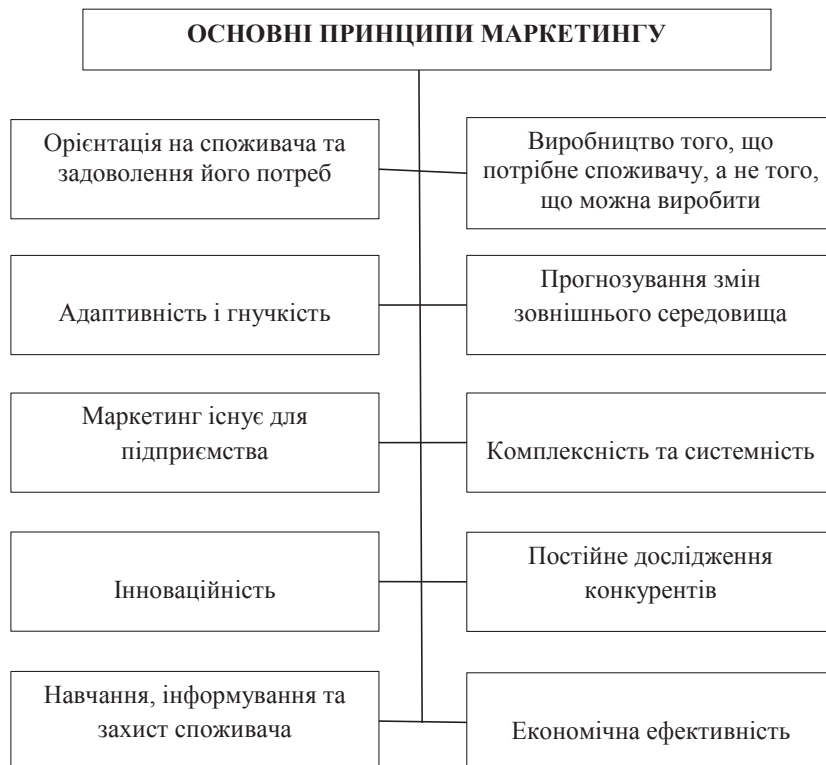 ОСНОВНІ ПРИНЦИПИ МАРКЕТИНГУ
Орієнтація на споживача та
задоволення його потреб
Виробництво того, що
потрібне споживачу, а не того,
що можна виробити
Адаптивність і гнучкість
Прогнозування змін
зовнішнього середовища
Маркетинг існує для
підприємства
Комплексність та системність
Інноваційність
Постійне дослідження
конкурентів
Навчання, інформування та
захист споживача
Економічна ефективність